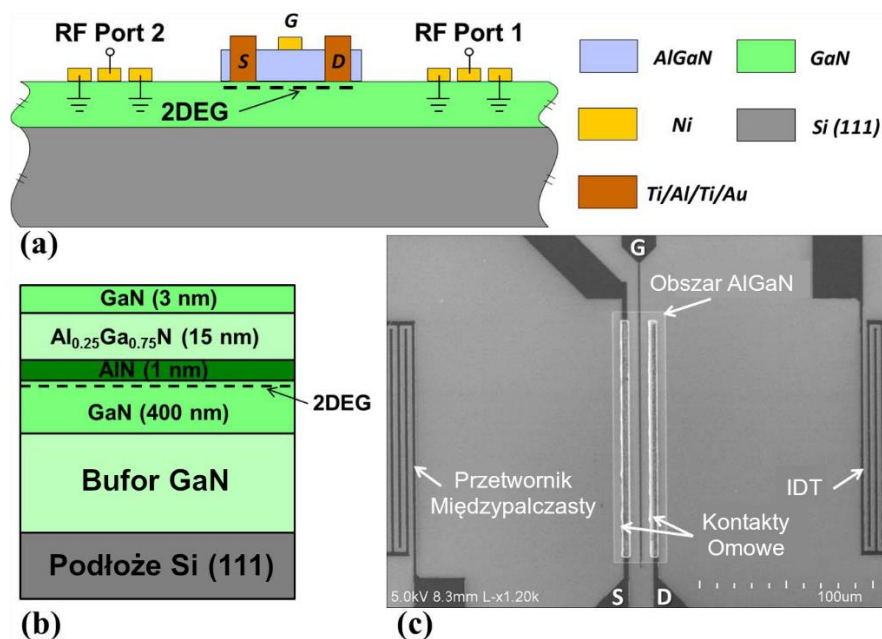 G
RF Port 2
RF Port 1
S
D
2DEG
AlGaN
GaN
Ni
Si (111)
Ti/Al/Ti/Au
(a)
GaN (3 nm)
Al0.25Ga0.75N (15 nm)
AlN (1 nm)
2DEG
GaN (400 nm)
Bufor GaN
Podłoże Si (111)
(b)
G
Obszar AlGaN
Przetwornik
Międzypalczasty
IDT
Kontakty
Omowe
S
D
5.0kV 8.3mm L-x1.20k
100um
(c)